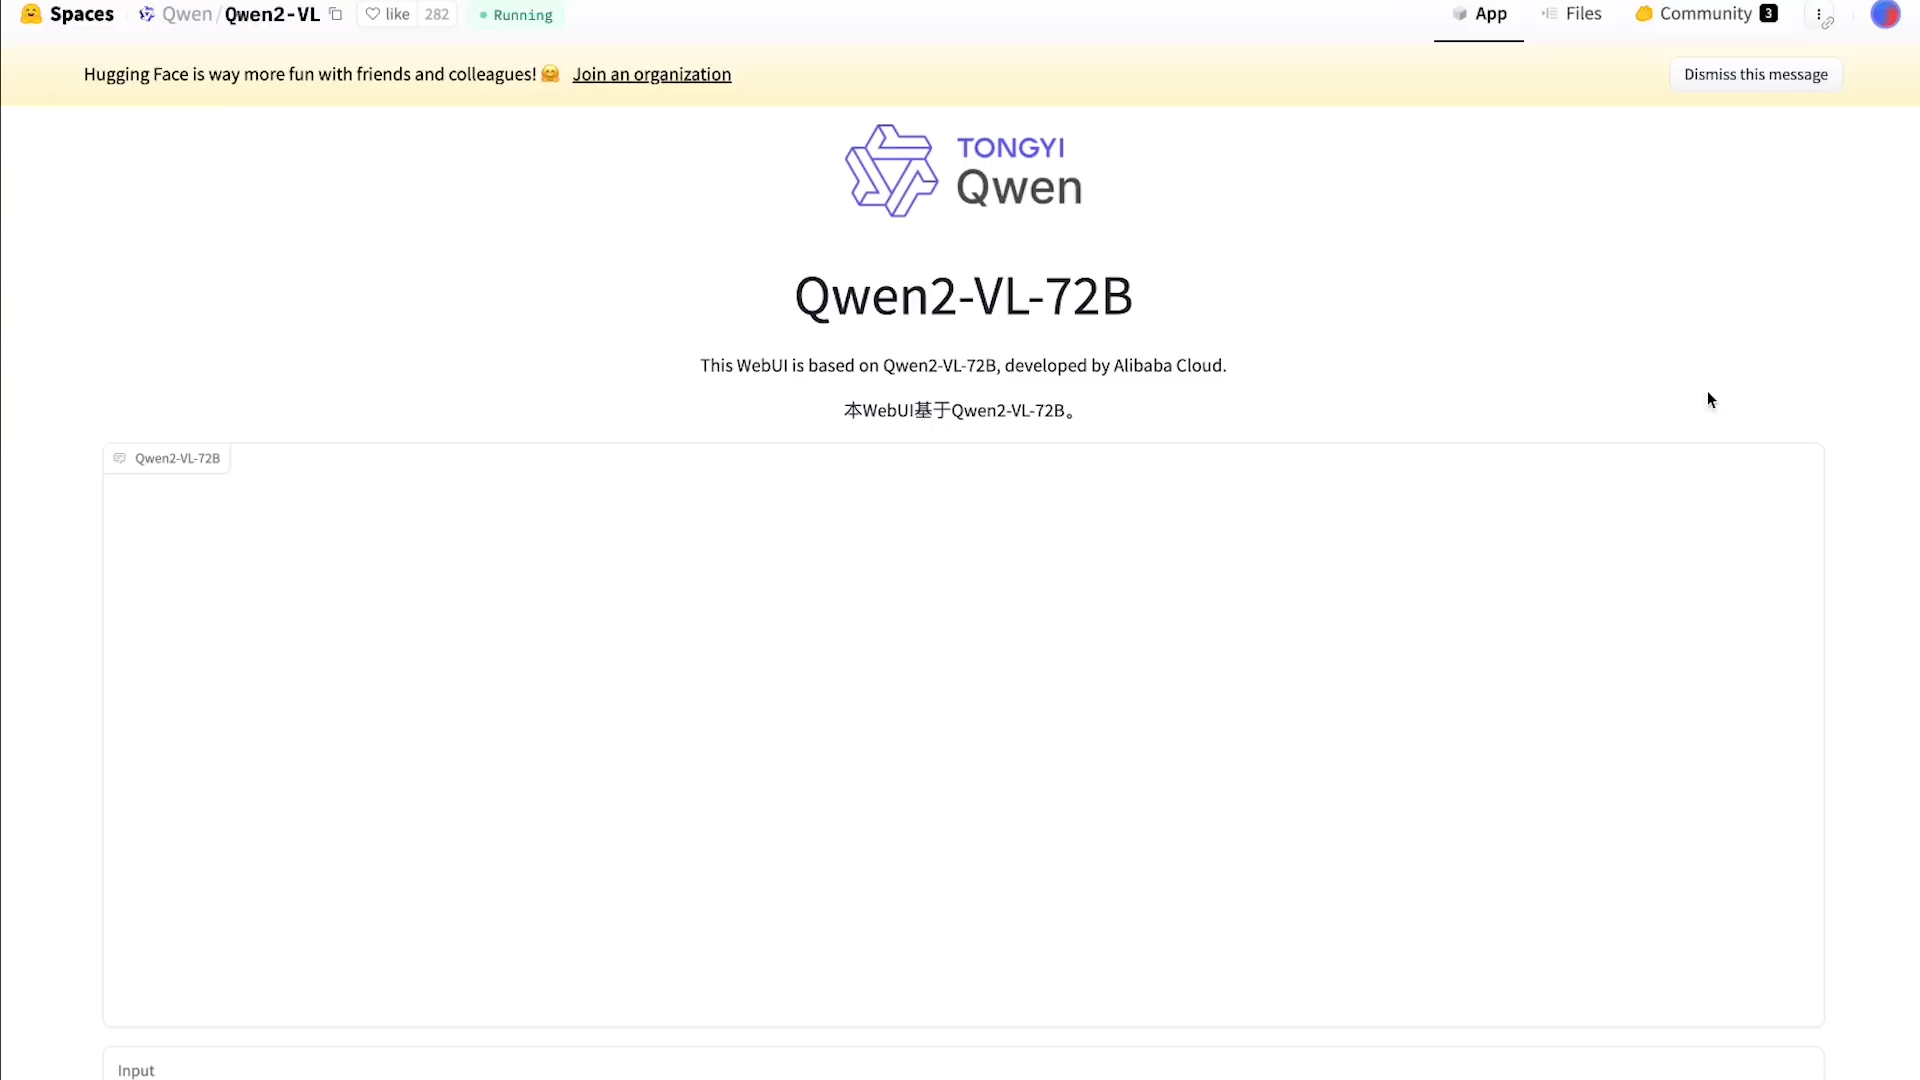 Spaces Qwen/Qwen2-VL like 282 Running App Files Community 3
Hugging Face is way more fun with friends and colleagues! 🤗 Join an organization Dismiss this message
TONGYI
Qwen
Qwen2-VL-72B
This WebUI is based on Qwen2-VL-72B, developed by Alibaba Cloud.
本WebUI基于Qwen2-VL-72B。
Qwen2-VL-72B
Input